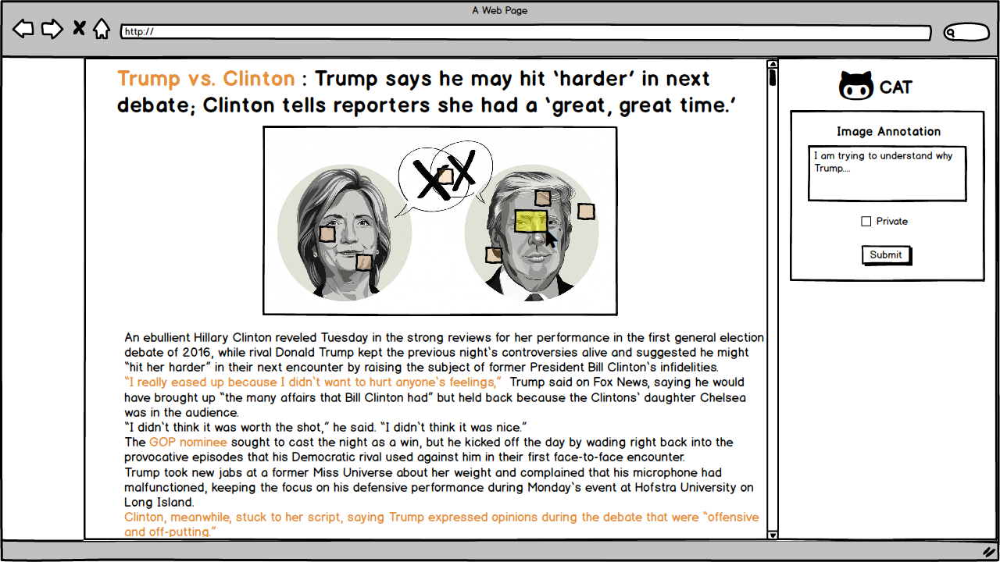 A Web Page
http://
Trump vs. Clinton : Trump says he may hit ‘harder’ in next
debate; Clinton tells reporters she had a ‘great, great time.’
An ebullient Hillary Clinton reveled Tuesday in the strong reviews for her performance in the first general election
debate of 2016, while rival Donald Trump kept the previous night`s controversies alive and suggested he might
“hit her harder” in their next encounter by raising the subject of former President Bill Clinton`s infidelities.
“I really eased up because I didn`t want to hurt anyone`s feelings,” Trump said on Fox News, saying he would
have brought up “the many affairs that Bill Clinton had” but held back because the Clintons` daughter Chelsea
was in the audience.
“I didn`t think it was worth the shot,” he said. “I didn`t think it was nice.”
The GOP nominee sought to cast the night as a win, but he kicked off the day by wading right back into the
provocative episodes that his Democratic rival used against him in their first face-to-face encounter.
Trump took new jabs at a former Miss Universe about her weight and complained that his microphone had
malfunctioned, keeping the focus on his defensive performance during Monday`s event at Hofstra University on
Long Island.
Clinton, meanwhile, stuck to her script, saying Trump expressed opinions during the debate that were “offensive
and off-putting.”
CAT
Image Annotation
I am trying to understand why
Trump....
Private
Submit